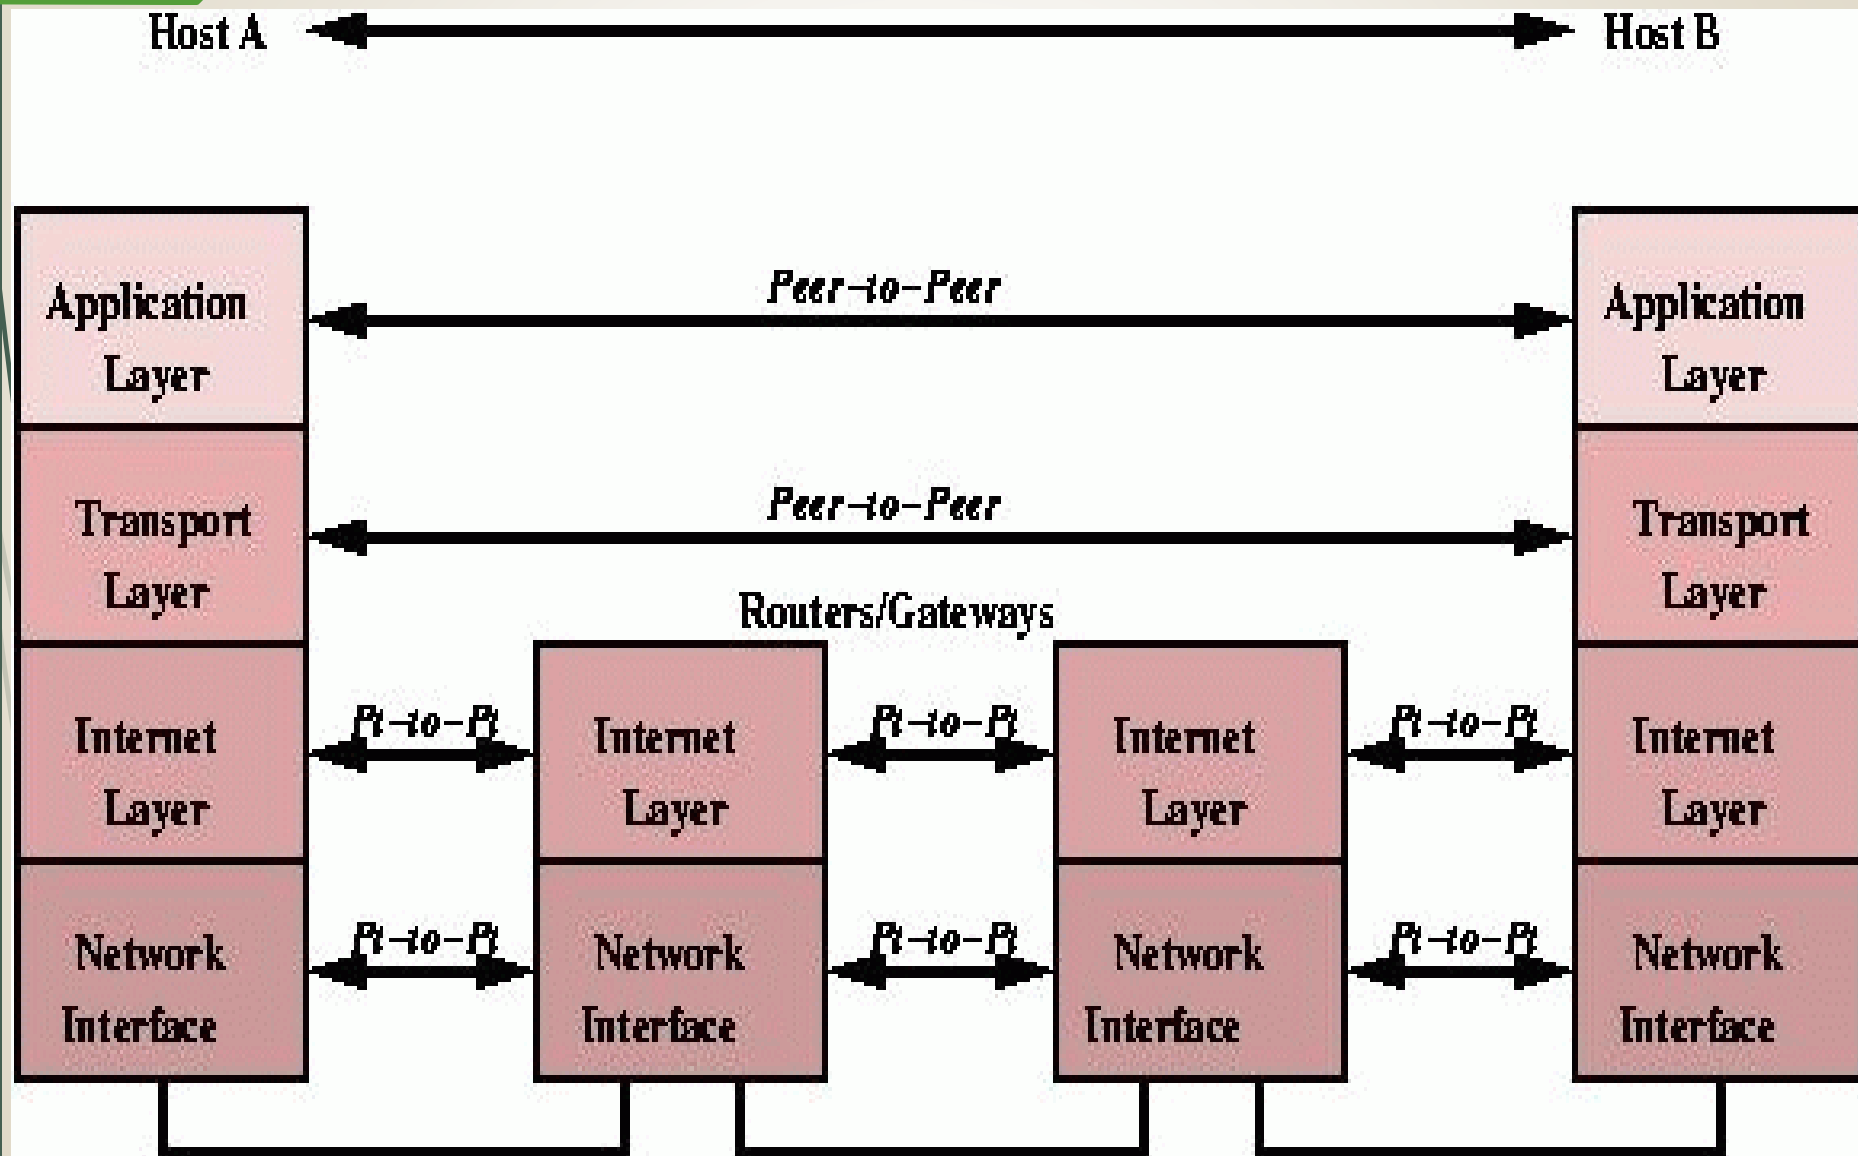 Host A
Host B
Application
Layer
Peer-to-Peer
Application
Layer
Transport
Layer
Peer-to-Peer
Transport
Layer
Routers/Gateways
Internet
Layer
Pt-to-Pt
Internet
Layer
Pt-to-Pt
Internet
Layer
Pt-to-Pt
Internet
Layer
Network
Interface
Pt-to-Pt
Network
Interface
Pt-to-Pt
Network
Interface
Pt-to-Pt
Network
Interface